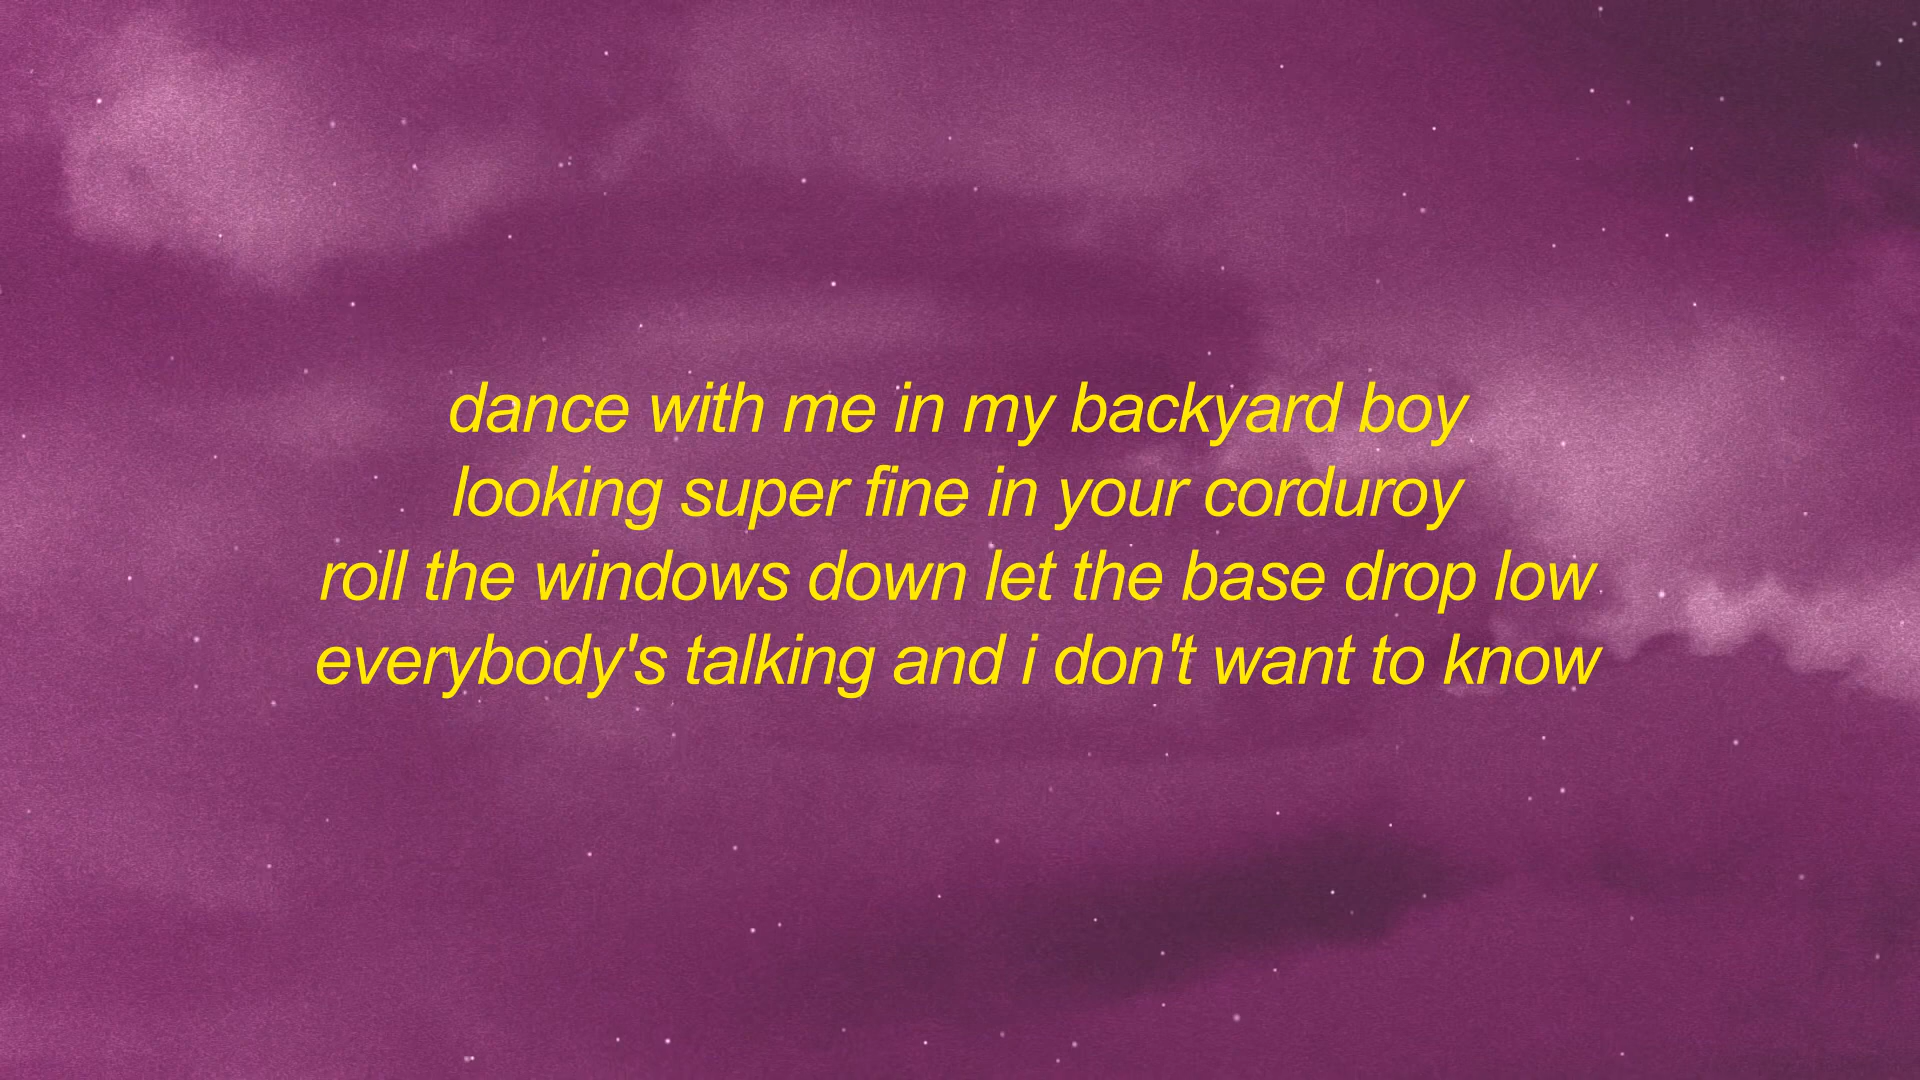 dance with me in my backyard boy
looking super fine in your corduroy
roll the windows down let the base drop low
everybody's talking and i don't want to know